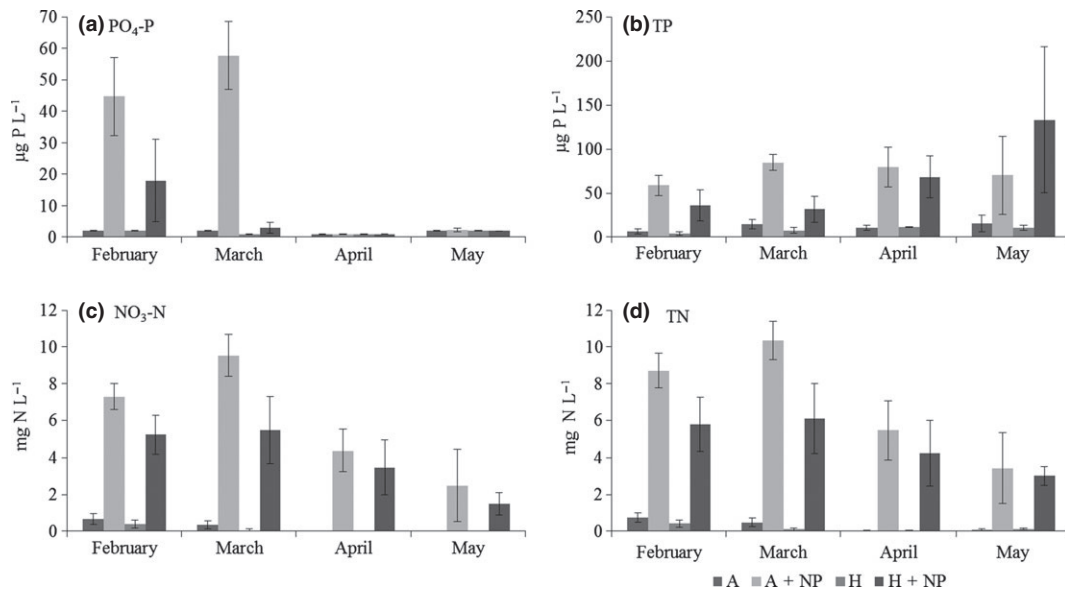 (a) PO₄-P
70
60
50
40
30
20
10
0
µg P L⁻¹
February March April May
(b) TP
250
200
150
100
50
0
µg P L⁻¹
February March April May
(c) NO₃-N
12
10
8
6
4
2
0
mg N L⁻¹
February March April May
(d) TN
12
10
8
6
4
2
0
mg N L⁻¹
February March April May
A A + NP H H + NP